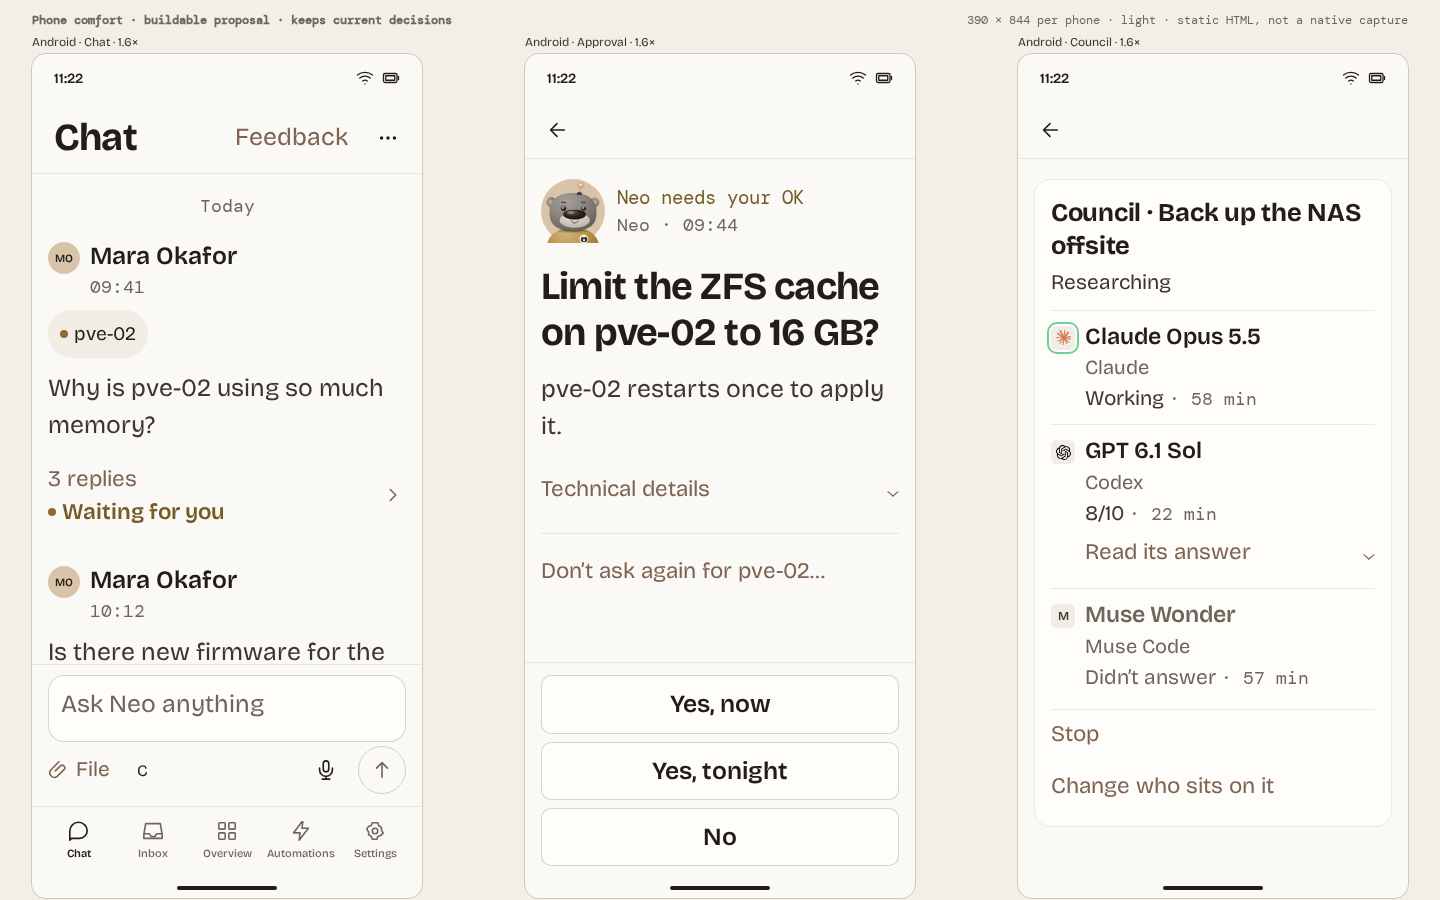 Phone comfort · buildable proposal · keeps current decisions
390 × 844 per phone · light · static HTML, not a native capture
Android · Chat · 1.6×
11:22
Chat
Feedback
Today
MO
Mara Okafor
09:41
pve-02
Why is pve-02 using so much
memory?
3 replies
Waiting for you
MO
Mara Okafor
10:12
Is there new firmware for the
Ask Neo anything
File
C
Chat
Inbox
Overview
Automations
Settings
Android · Approval · 1.6×
11:22
Neo needs your OK
Neo · 09:44
Limit the ZFS cache
on pve-02 to 16 GB?
pve-02 restarts once to apply
it.
Technical details
Don’t ask again for pve-02…
Yes, now
Yes, tonight
No
Android · Council · 1.6×
11:22
Council · Back up the NAS
offsite
Researching
Claude Opus 5.5
Claude
Working · 58 min
GPT 6.1 Sol
Codex
8/10 · 22 min
Read its answer
M
Muse Wonder
Muse Code
Didn’t answer · 57 min
Stop
Change who sits on it